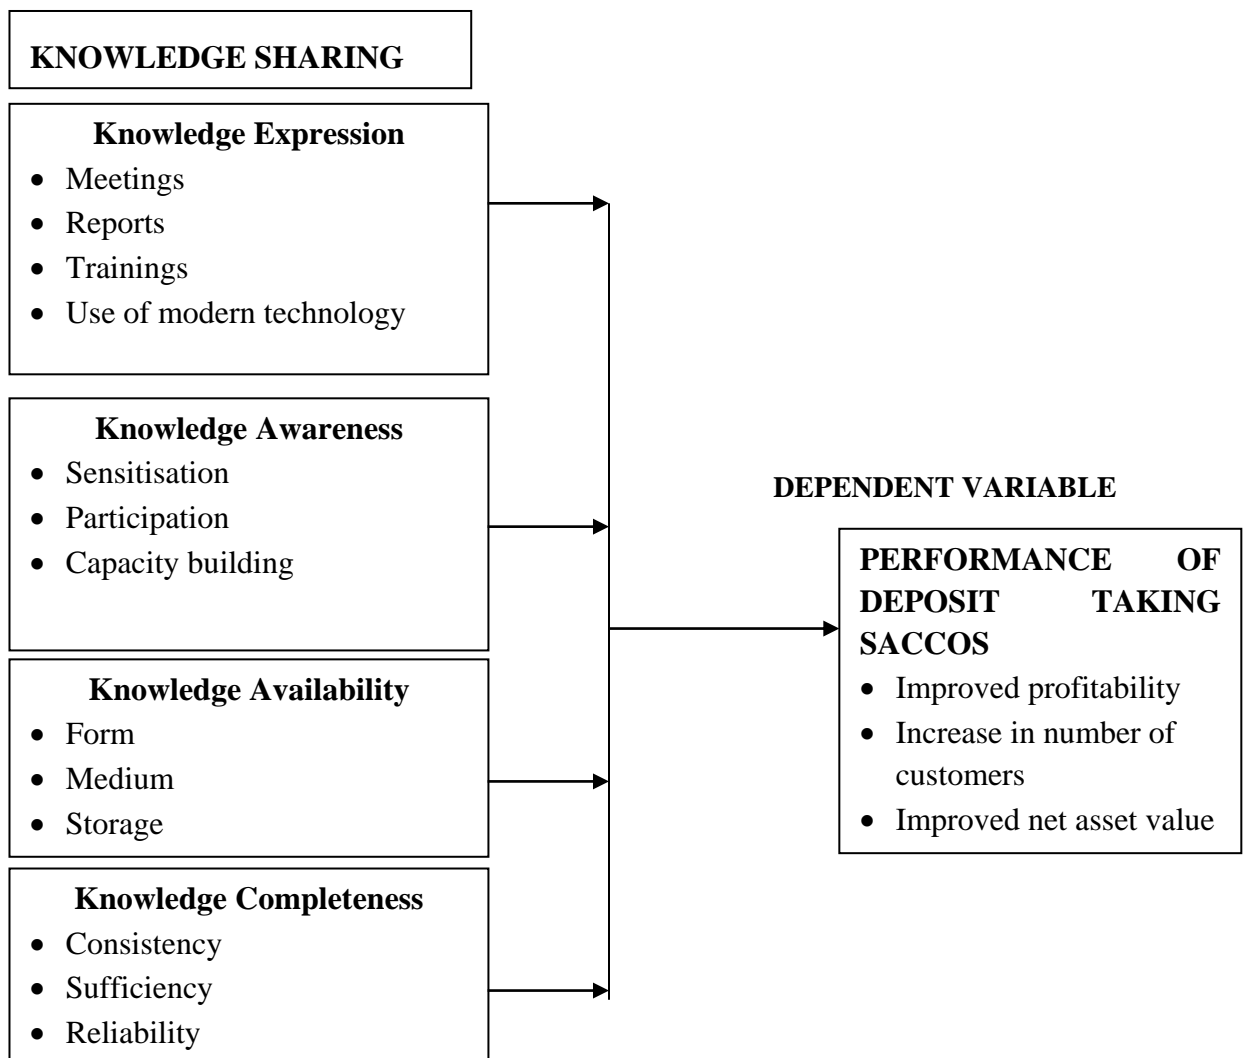 KNOWLEDGE SHARING
Knowledge Expression
• Meetings
• Reports
• Trainings
• Use of modern technology
Knowledge Awareness
• Sensitisation
• Participation
• Capacity building
Knowledge Availability
• Form
• Medium
• Storage
Knowledge Completeness
• Consistency
• Sufficiency
• Reliability
DEPENDENT VARIABLE
PERFORMANCE OF
DEPOSIT TAKING
SACCOS
• Improved profitability
• Increase in number of
customers
• Improved net asset value